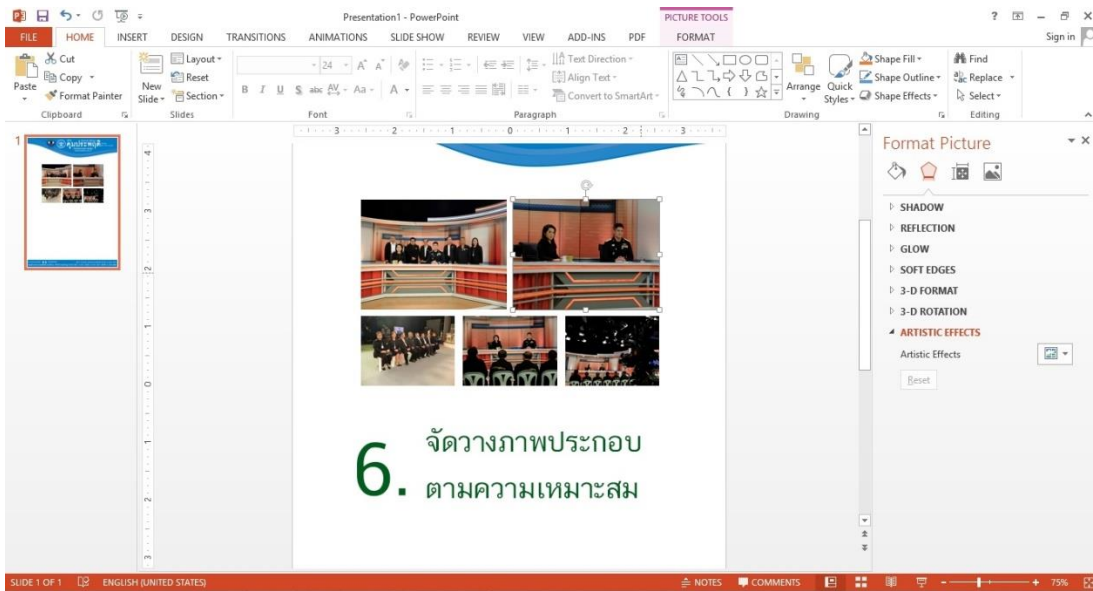 Presentation1 - PowerPoint
PICTURE TOOLS
FILE HOME INSERT DESIGN TRANSITIONS ANIMATIONS SLIDE SHOW REVIEW VIEW ADD-INS PDF FORMAT Sign in
Paste
Cut
Copy
Format Painter
Clipboard
New Slide
Layout
Reset
Section
Slides
24
B I U S abc AV Aa A
Font
Text Direction
Align Text
Convert to SmartArt
Paragraph
Arrange
Quick Styles
Shape Fill
Shape Outline
Shape Effects
Drawing
Find
Replace
Select
Editing
1
Format Picture
SHADOW
REFLECTION
GLOW
SOFT EDGES
3-D FORMAT
3-D ROTATION
ARTISTIC EFFECTS
Artistic Effects
Reset
6. จัดวางภาพประกอบ
ตามความเหมาะสม
SLIDE 1 OF 1 ENGLISH (UNITED STATES) NOTES COMMENTS 75%